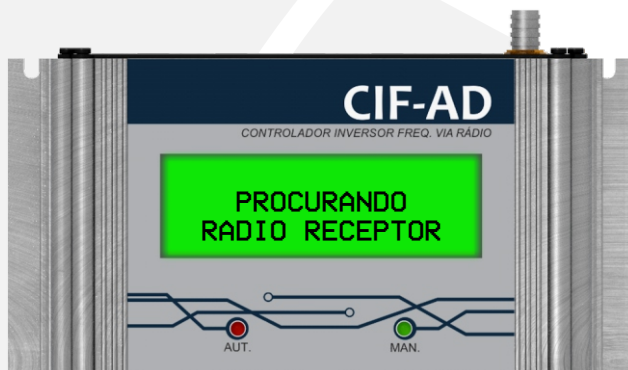 CIF-AD
CONTROLADOR INVERSOR FREQ. VIA RÁDIO
PROCURANDO
RADIO RECEPTOR
AUT.
MAN.